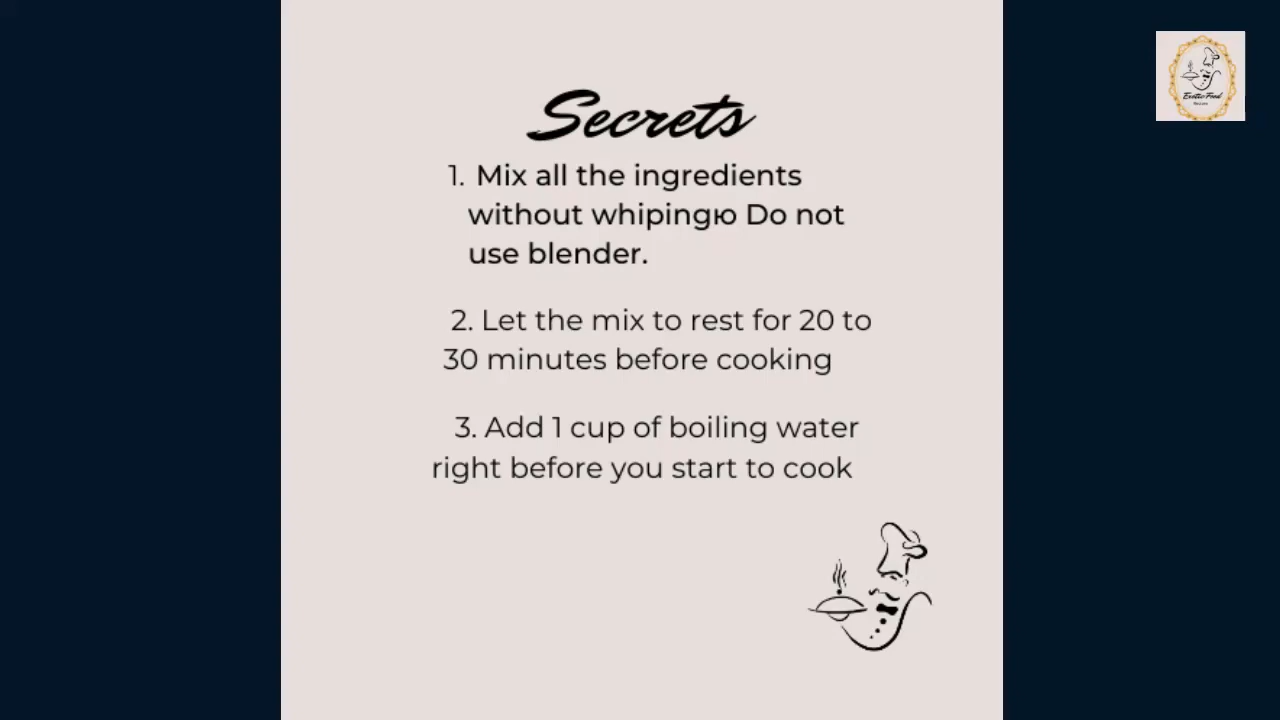 Secrets
1. Mix all the ingredients
without whipingю Do not
use blender.
2. Let the mix to rest for 20 to
30 minutes before cooking
3. Add 1 cup of boiling water
right before you start to cook
Exotic Food